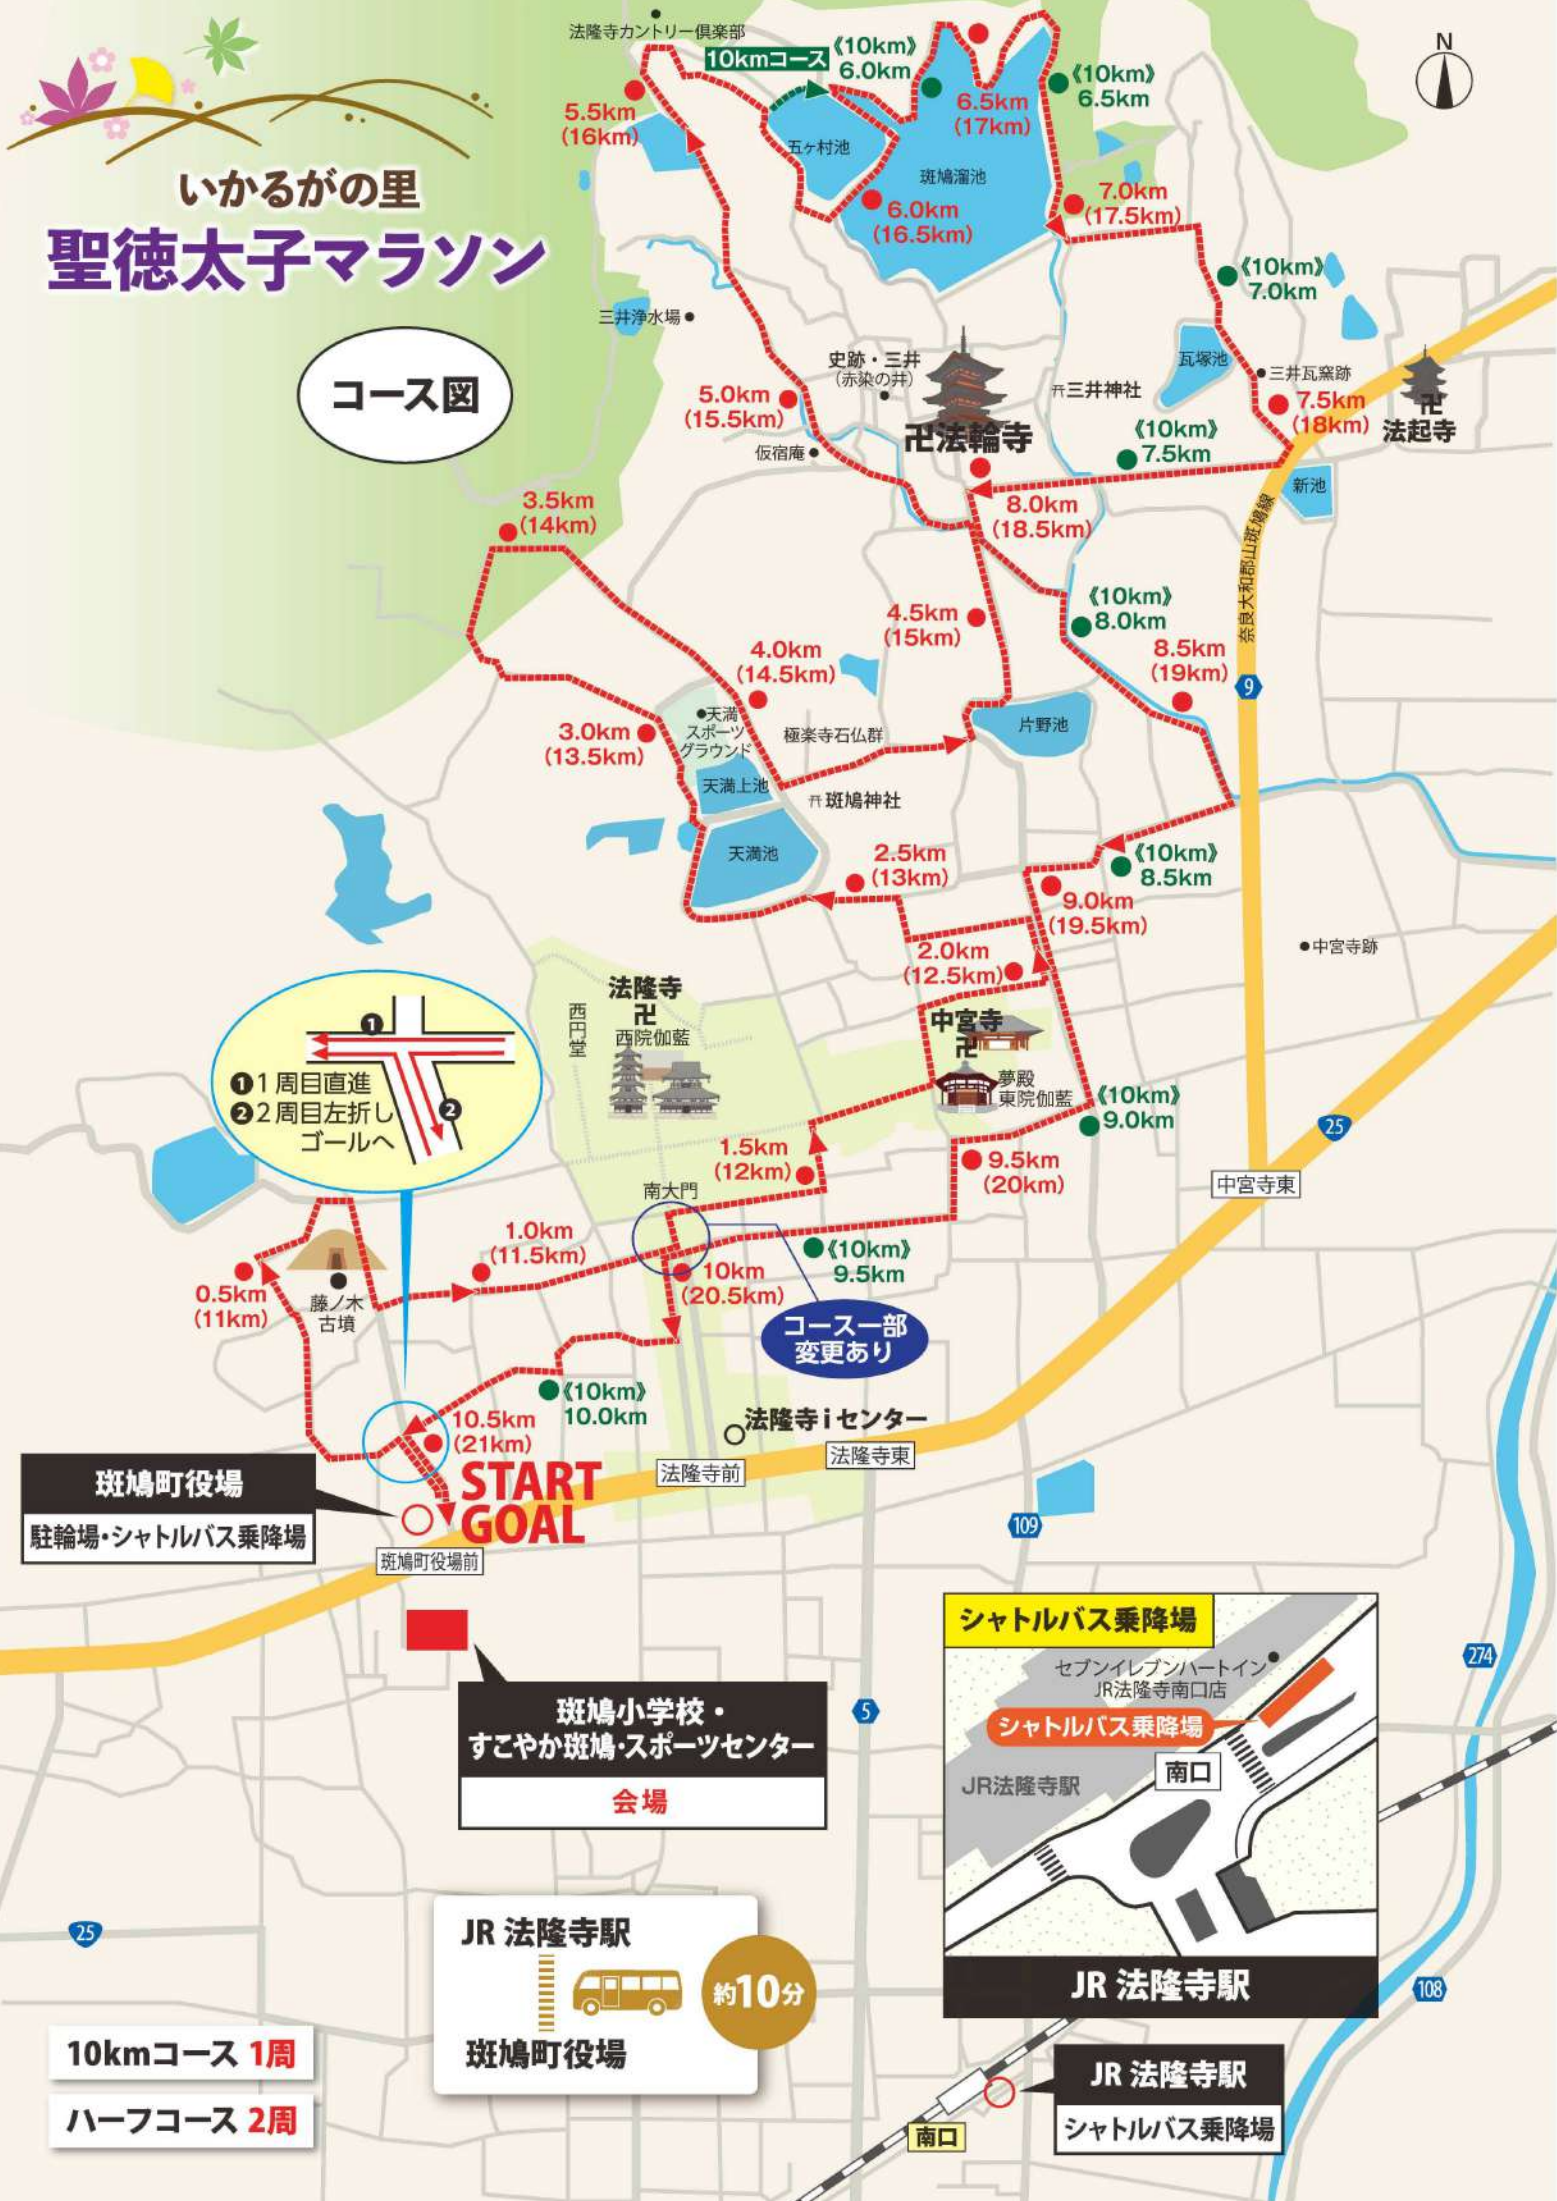 いかるがの里
聖徳太子マラソン
コース図
N
法隆寺カントリー倶楽部
10kmコース
《10km》
6.0km
5.5km
(16km)
6.5km
(17km)
《10km》
6.5km
五ヶ村池
斑鳩溜池
6.0km
(16.5km)
7.0km
(17.5km)
《10km》
7.0km
三井浄水場
史跡・三井
(赤染の井)
卍法輪寺
三井神社
瓦塚池
三井瓦窯跡
7.5km
(18km)
卍
法起寺
5.0km
(15.5km)
仮宿庵
《10km》
7.5km
新池
8.0km
(18.5km)
奈良大和郡山斑鳩線
9
3.5km
(14km)
4.5km
(15km)
《10km》
8.0km
8.5km
(19km)
4.0km
(14.5km)
3.0km
(13.5km)
天満
スポーツ
グラウンド
極楽寺石仏群
片野池
天満上池
斑鳩神社
天満池
2.5km
(13km)
《10km》
8.5km
9.0km
(19.5km)
2.0km
(12.5km)
中宮寺跡
法隆寺
卍
西院伽藍
西円堂
中宮寺
卍
夢殿
東院伽藍
《10km》
9.0km
❶
❶1周目直進
❷2周目左折し
ゴールへ
❷
1.5km
(12km)
9.5km
(20km)
25
中宮寺東
南大門
1.0km
(11.5km)
《10km》
9.5km
0.5km
(11km)
藤ノ木
古墳
10km
(20.5km)
コース一部
変更あり
《10km》
10.0km
10.5km
(21km)
法隆寺iセンター
法隆寺東
法隆寺前
START
GOAL
斑鳩町役場
駐輪場・シャトルバス乗降場
斑鳩町役場前
109
274
5
斑鳩小学校・
すこやか斑鳩・スポーツセンター
会場
シャトルバス乗降場
セブンイレブンハートイン
JR法隆寺南口店
シャトルバス乗降場
南口
JR法隆寺駅
JR 法隆寺駅
25
108
JR 法隆寺駅
約10分
斑鳩町役場
10kmコース 1周
ハーフコース 2周
JR 法隆寺駅
シャトルバス乗降場
南口